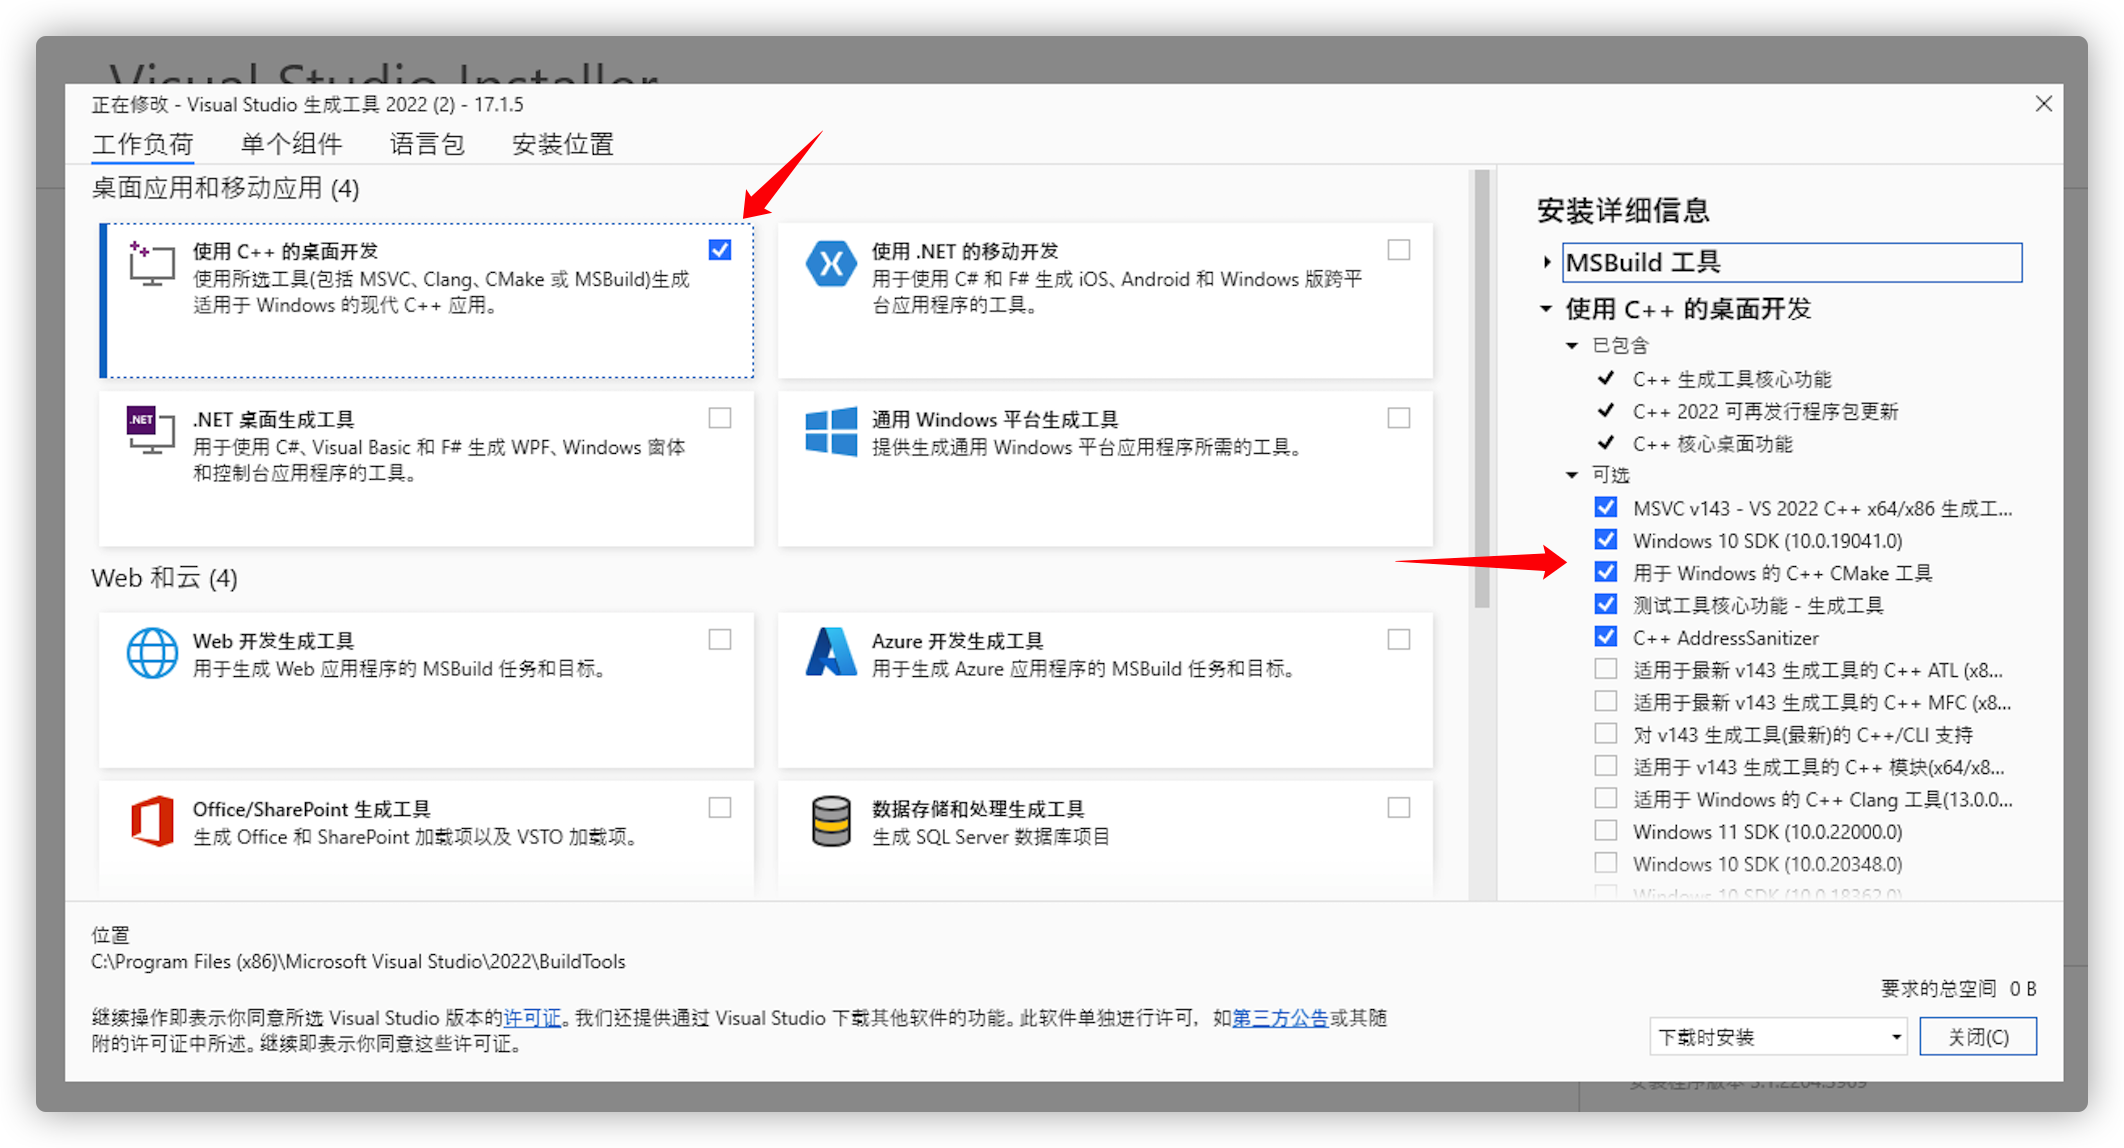 Visual Studio Installer
正在修改 - Visual Studio 生成工具 2022 (2) - 17.1.5
工作负荷 单个组件 语言包 安装位置
桌面应用和移动应用 (4)
使用 C++ 的桌面开发
使用所选工具(包括 MSVC、Clang、CMake 或 MSBuild)生成
适用于 Windows 的现代 C++ 应用。
使用 .NET 的移动开发
用于使用 C# 和 F# 生成 iOS、Android 和 Windows 版跨平
台应用程序的工具。
.NET
.NET 桌面生成工具
用于使用 C#、Visual Basic 和 F# 生成 WPF、Windows 窗体
和控制台应用程序的工具。
通用 Windows 平台生成工具
提供生成通用 Windows 平台应用程序所需的工具。
Web 和云 (4)
Web 开发生成工具
用于生成 Web 应用程序的 MSBuild 任务和目标。
Azure 开发生成工具
用于生成 Azure 应用程序的 MSBuild 任务和目标。
Office/SharePoint 生成工具
生成 Office 和 SharePoint 加载项以及 VSTO 加载项。
数据存储和处理生成工具
生成 SQL Server 数据库项目
安装详细信息
MSBuild 工具
使用 C++ 的桌面开发
已包含
C++ 生成工具核心功能
C++ 2022 可再发行程序包更新
C++ 核心桌面功能
可选
MSVC v143 - VS 2022 C++ x64/x86 生成工...
Windows 10 SDK (10.0.19041.0)
用于 Windows 的 C++ CMake 工具
测试工具核心功能 - 生成工具
C++ AddressSanitizer
适用于最新 v143 生成工具的 C++ ATL (x8...
适用于最新 v143 生成工具的 C++ MFC (x8...
对 v143 生成工具(最新)的 C++/CLI 支持
适用于 v143 生成工具的 C++ 模块(x64/x8...
适用于 Windows 的 C++ Clang 工具(13.0.0...
Windows 11 SDK (10.0.22000.0)
Windows 10 SDK (10.0.20348.0)
Windows 10 SDK (10.0.18362.0)
位置
C:\Program Files (x86)\Microsoft Visual Studio\2022\BuildTools
继续操作即表示你同意所选 Visual Studio 版本的许可证。我们还提供通过 Visual Studio 下载其他软件的功能。此软件单独进行许可，如第三方公告或其随
附的许可证中所述。继续即表示你同意这些许可证。
要求的总空间 0 B
下载时安装
关闭(C)
安装程序版本 3.1.2204.3969